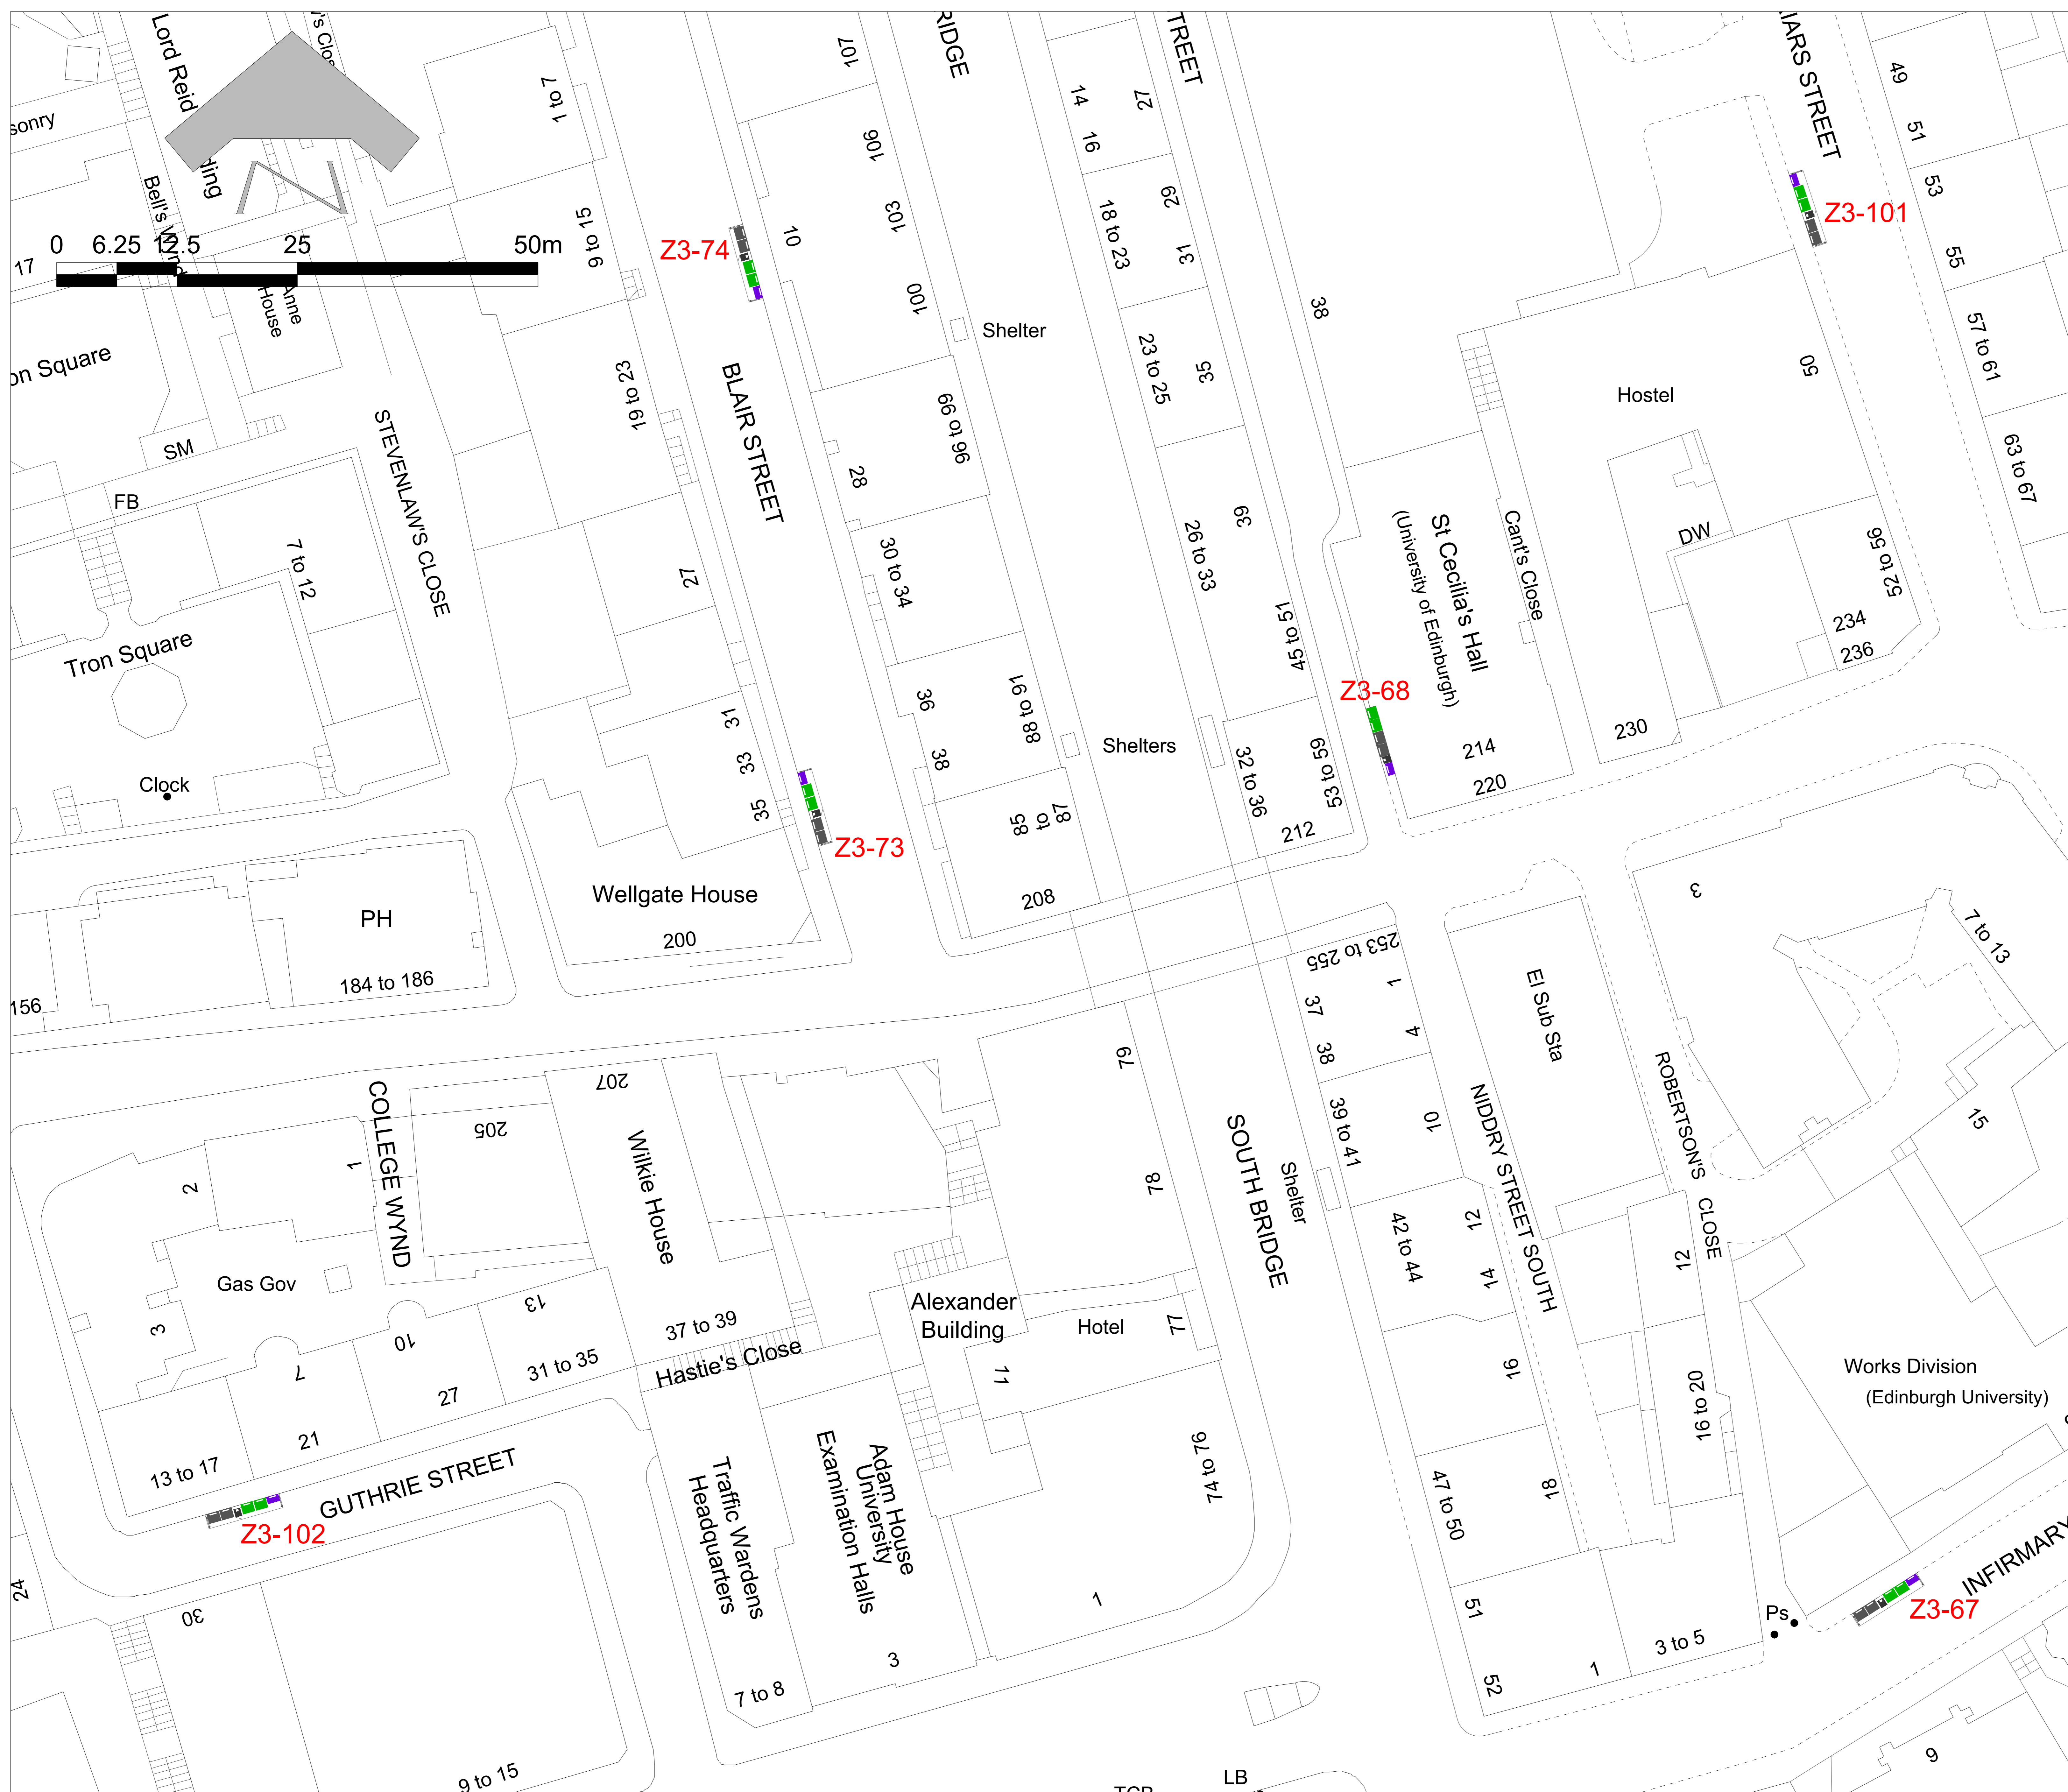 Lord Reid
ding
's Close
sonry
Bell's Wynd
N
0 6.25 12.5 25 50m
17
Anne
House
on Square
SM
FB
STEVENLAW'S CLOSE
7 to 12
Tron Square
Clock
1 to 7
9 to 15
19 to 23
27
31
33
35
Z3-74
BLAIR STREET
Z3-73
107
106
103
100
10
96 to 99
28
30 to 34
36
38
88 to 91
87
to
85
208
RIDGE
Shelter
Shelters
14
16
18 to 23
23 to 25
26 to 33
32 to 36
27
29
31
35
39
45 to 51
53 to 59
212
TREET
38
Z3-68
St Cecilia's Hall
(University of Edinburgh)
214
220
Cant's Close
Hostel
50
DW
52 to 56
234
236
230
IARS STREET
Z3-101
49
51
53
55
57 to 61
63 to 67
156
PH
184 to 186
Wellgate House
200
COLLEGE WYND
2
1
3
Gas Gov
205
207
Wilkie House
37 to 39
Hastie's Close
13
10
7
31 to 35
27
21
13 to 17
GUTHRIE STREET
Z3-102
24
30
9 to 15
Traffic Wardens
Headquarters
7 to 8
Adam House
University
Examination Halls
3
Alexander
Building
11
Hotel
77
78
79
74 to 76
1
SOUTH BRIDGE
Shelter
253 to 255
37
38
39 to 41
42 to 44
47 to 50
51
52
1
4
10
12
14
16
18
1
3 to 5
NIDDRY STREET SOUTH
El Sub Sta
ROBERTSON'S CLOSE
12
16 to 20
3
7 to 13
15
Works Division
(Edinburgh University)
INFIRMARY
Z3-67
Ps
9
LB